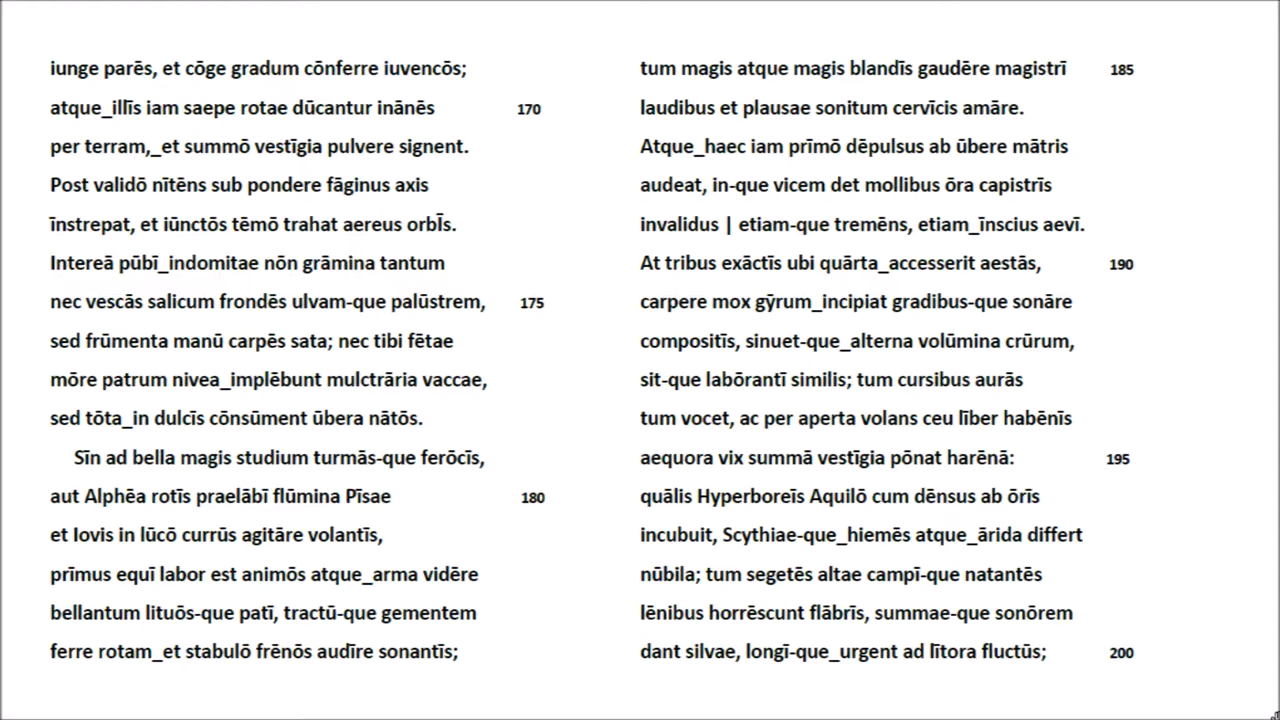 iunge parēs, et cōge gradum cōnferre iuvencōs;
atque_illīs iam saepe rotae dūcantur inānēs 170
per terram,_et summō vestīgia pulvere signent.
Post validō nītēns sub pondere fāginus axis
īnstrepat, et iūnctōs tēmō trahat aereus orbĪs.
Intereā pūbī_indomitae nōn grāmina tantum
nec vescās salicum frondēs ulvam-que palūstrem, 175
sed frūmenta manū carpēs sata; nec tibi fētae
mōre patrum nivea_implēbunt mulctrāria vaccae,
sed tōta_in dulcīs cōnsūment ūbera nātōs.
Sīn ad bella magis studium turmās-que ferōcīs,
aut Alphēa rotīs praelābī flūmina Pīsae 180
et Iovis in lūcō currūs agitāre volantīs,
prīmus equī labor est animōs atque_arma vidēre
bellantum lituōs-que patī, tractū-que gementem
ferre rotam_et stabulō frēnōs audīre sonantīs;
tum magis atque magis blandīs gaudēre magistrī 185
laudibus et plausae sonitum cervīcis amāre.
Atque_haec iam prīmō dēpulsus ab ūbere mātris
audeat, in-que vicem det mollibus ōra capistrīs
invalidus | etiam-que tremēns, etiam_īnscius aevī.
At tribus exāctīs ubi quārta_accesserit aestās, 190
carpere mox gȳrum_incipiat gradibus-que sonāre
compositīs, sinuet-que_alterna volūmina crūrum,
sit-que labōrantī similis; tum cursibus aurās
tum vocet, ac per aperta volans ceu līber habēnīs
aequora vix summā vestīgia pōnat harēnā: 195
quālis Hyperboreīs Aquilō cum dēnsus ab ōrīs
incubuit, Scythiae-que_hiemēs atque_ārida differt
nūbila; tum segetēs altae campī-que natantēs
lēnibus horrēscunt flābrīs, summae-que sonōrem
dant silvae, longī-que_urgent ad lītora fluctūs; 200